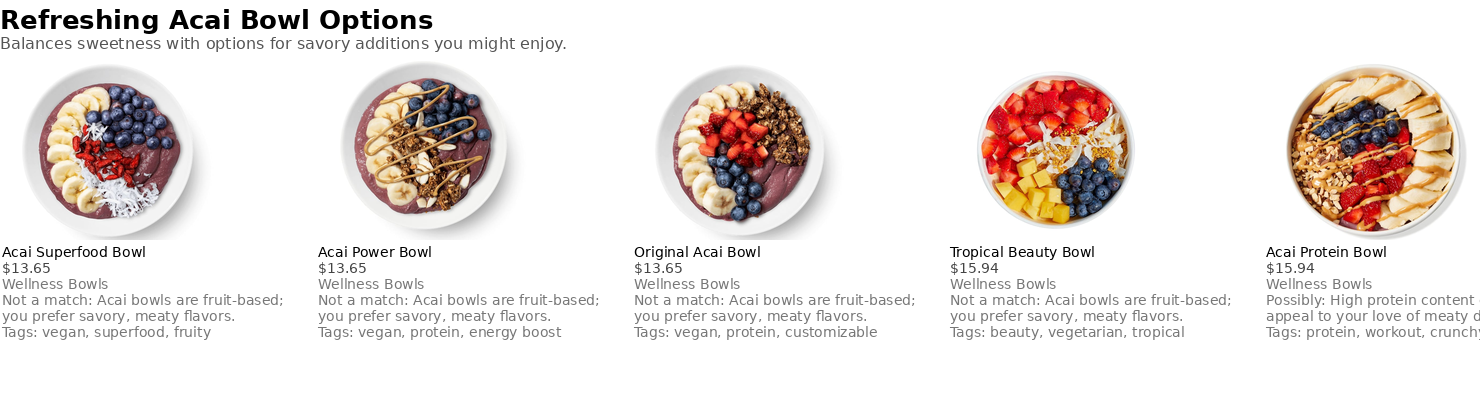 Refreshing Acai Bowl Options
Balances sweetness with options for savory additions you might enjoy.
Acai Superfood Bowl
$13.65
Wellness Bowls
Not a match: Acai bowls are fruit-based;
you prefer savory, meaty flavors.
Tags: vegan, superfood, fruity
Acai Power Bowl
$13.65
Wellness Bowls
Not a match: Acai bowls are fruit-based;
you prefer savory, meaty flavors.
Tags: vegan, protein, energy boost
Original Acai Bowl
$13.65
Wellness Bowls
Not a match: Acai bowls are fruit-based;
you prefer savory, meaty flavors.
Tags: vegan, protein, customizable
Tropical Beauty Bowl
$15.94
Wellness Bowls
Not a match: Acai bowls are fruit-based;
you prefer savory, meaty flavors.
Tags: beauty, vegetarian, tropical
Acai Protein Bowl
$15.94
Wellness Bowls
Possibly: High protein content
appeal to your love of meaty
Tags: protein, workout, crunchy